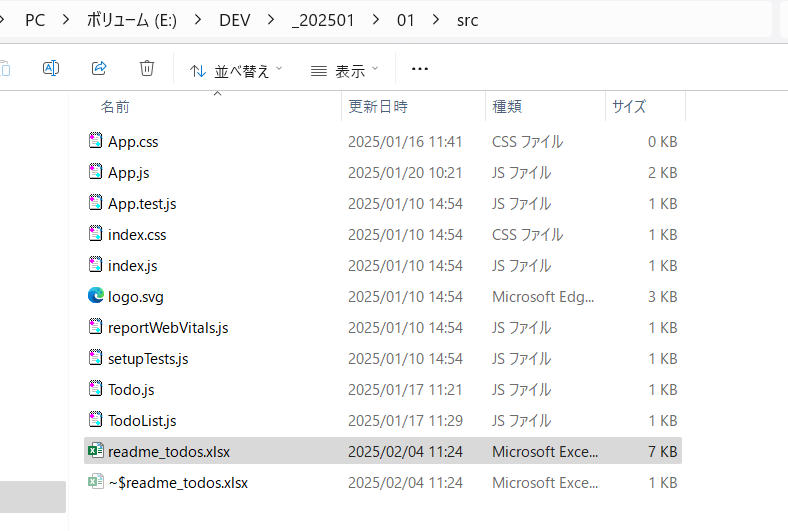 PC > ボリューム (E:) > DEV > _202501 > 01 > src
並べ替え 表示 ...
名前 更新日時 種類 サイズ
App.css 2025/01/16 11:41 CSS ファイル 0 KB
App.js 2025/01/20 10:21 JS ファイル 2 KB
App.test.js 2025/01/10 14:54 JS ファイル 1 KB
index.css 2025/01/10 14:54 CSS ファイル 1 KB
index.js 2025/01/10 14:54 JS ファイル 1 KB
logo.svg 2025/01/10 14:54 Microsoft Edg... 3 KB
reportWebVitals.js 2025/01/10 14:54 JS ファイル 1 KB
setupTests.js 2025/01/10 14:54 JS ファイル 1 KB
Todo.js 2025/01/17 11:21 JS ファイル 1 KB
TodoList.js 2025/01/17 11:29 JS ファイル 1 KB
readme_todos.xlsx 2025/02/04 11:24 Microsoft Exce... 7 KB
~$readme_todos.xlsx 2025/02/04 11:24 Microsoft Exce... 1 KB